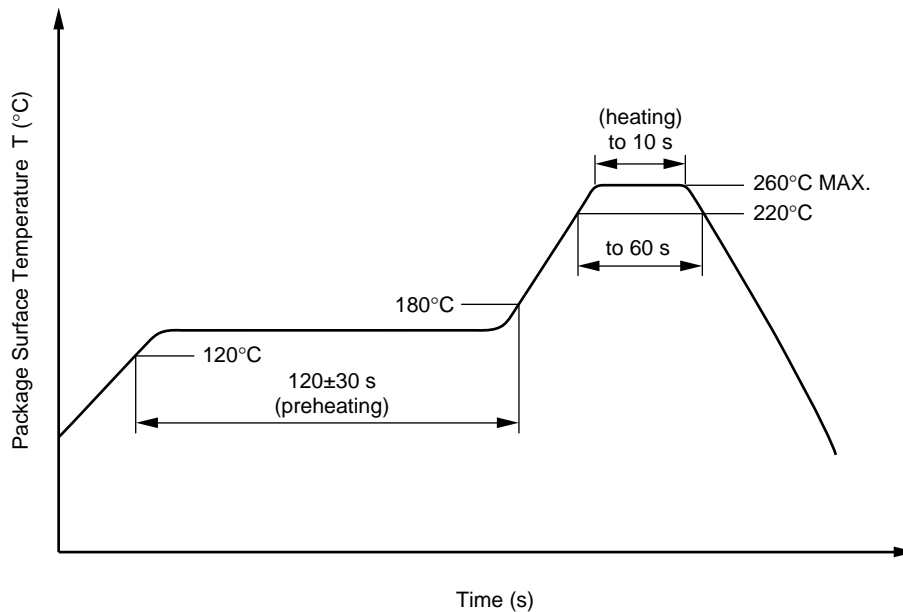 Package Surface Temperature T (°C)
(heating)
to 10 s
260°C MAX.
220°C
to 60 s
180°C
120°C
120±30 s
(preheating)
Time (s)